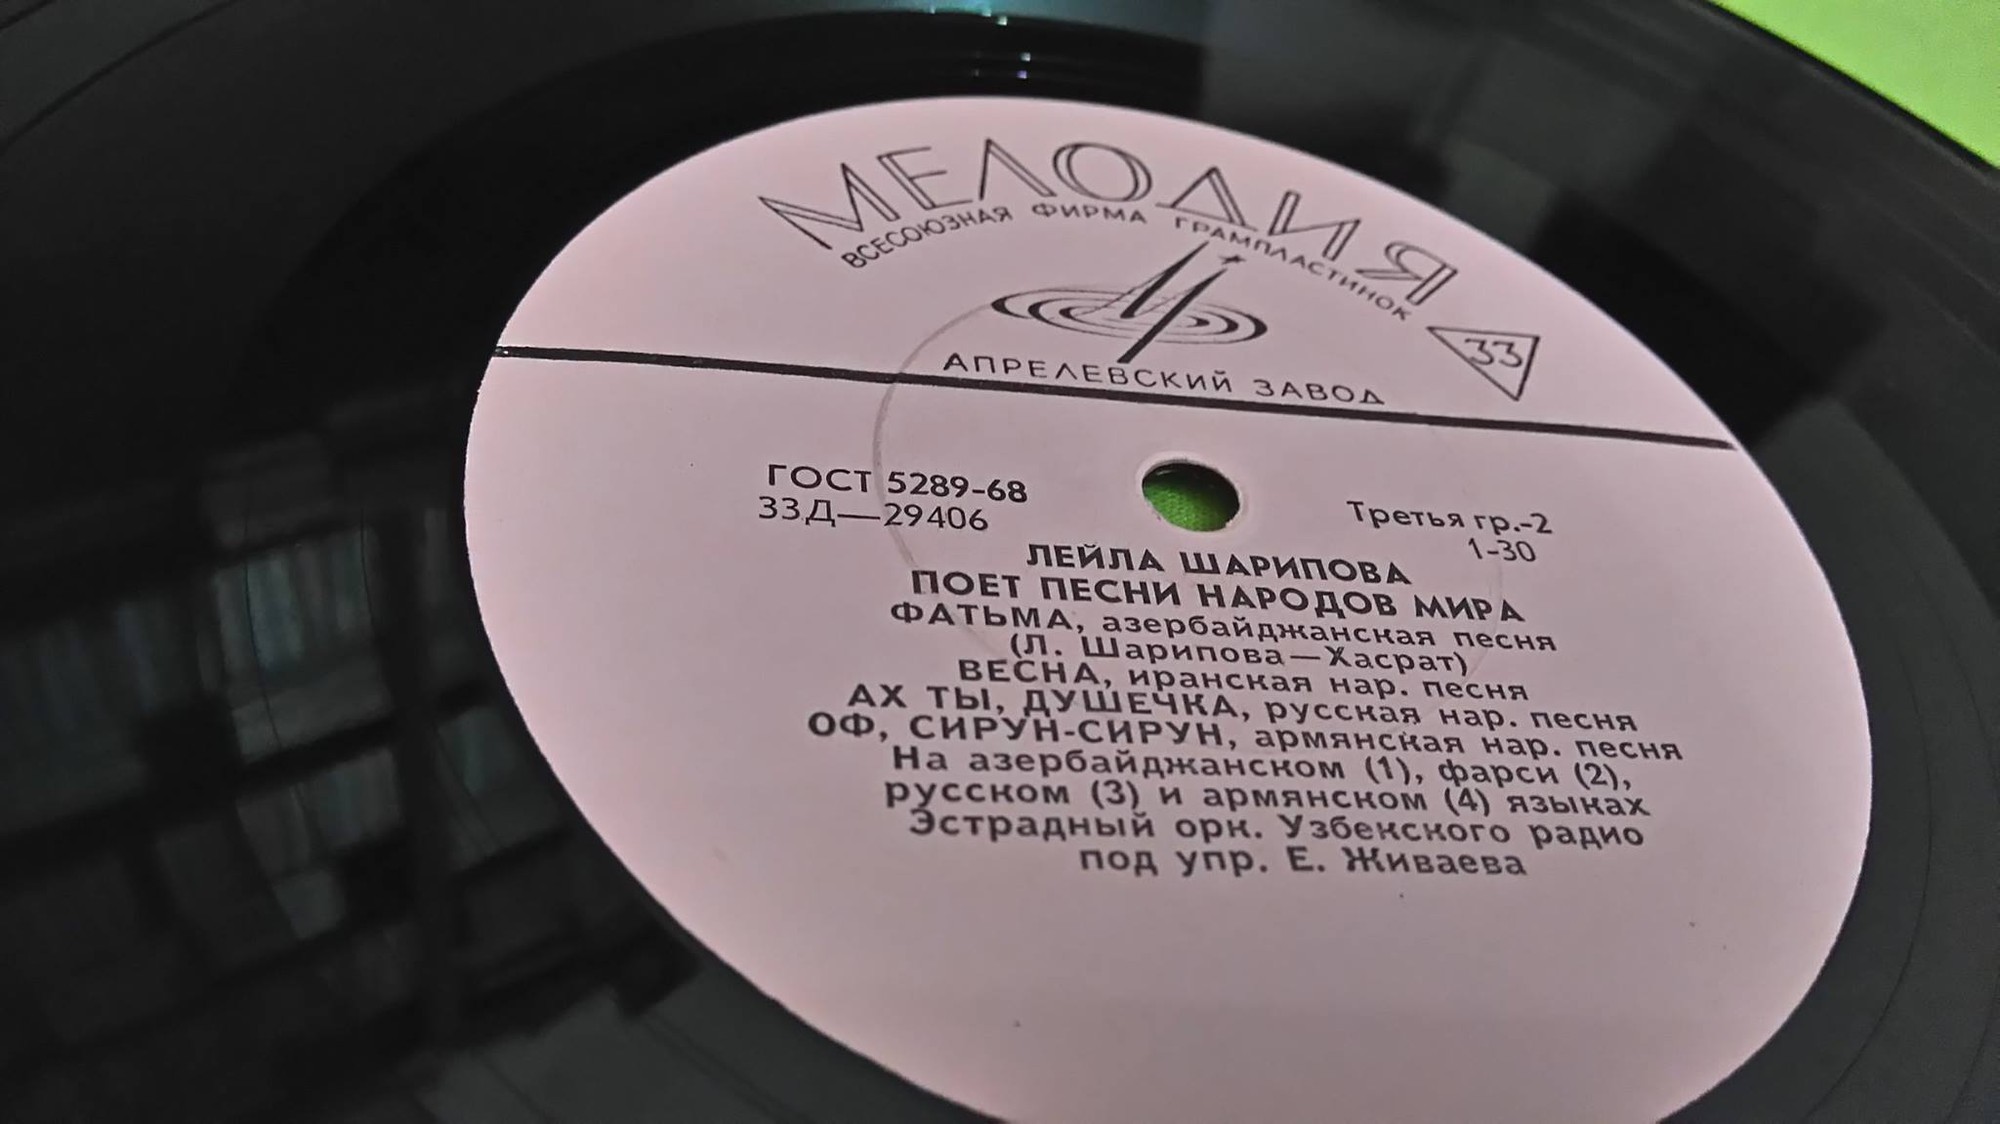 МЕЛОДИЯ
ВСЕСОЮЗНАЯ ФИРМА ГРАМПЛАСТИНОК
33
АПРЕЛЕВСКИЙ ЗАВОД
ГОСТ 5289-68
33Д—29406
Третья гр.-2
1-30
ЛЕЙЛА ШАРИПОВА
ПОЕТ ПЕСНИ НАРОДОВ МИРА
ФАТЬМА, азербайджанская песня
(Л. Шарипова—Хасрат)
ВЕСНА, иранская нар. песня
АХ ТЫ, ДУШЕЧКА, русская нар. песня
ОФ, СИРУН-СИРУН, армянская нар. песня
На азербайджанском (1), фарси (2),
русском (3) и армянском (4) языках
Эстрадный орк. Узбекского радио
под упр. Е. Живаева